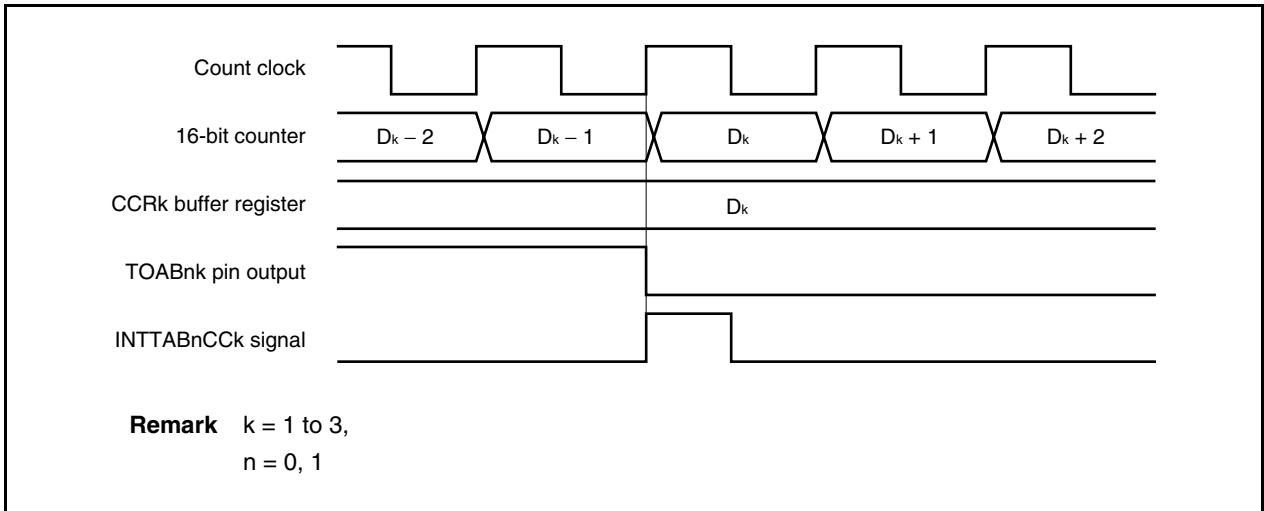 Count clock
16-bit counter Dk − 2 Dk − 1 Dk Dk + 1 Dk + 2
CCRk buffer register Dk
TOABnk pin output
INTTABnCCk signal
Remark k = 1 to 3,
n = 0, 1